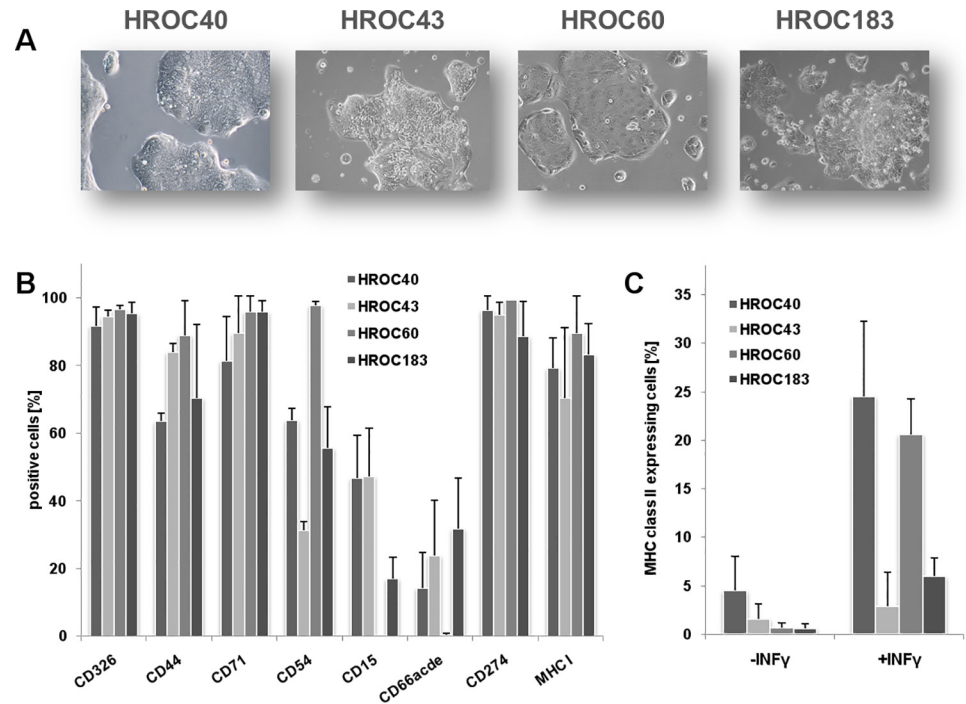 HROC40 HROC43 HROC60 HROC183
A
B
positive cells [%]
100
80
60
40
20
0
HROC40
HROC43
HROC60
HROC183
CD326 CD44 CD71 CD54 CD15 CD66acde CD274 MHC I
C
MHC class II expressing cells [%]
35
30
25
20
15
10
5
0
HROC40
HROC43
HROC60
HROC183
-INFγ +INFγ